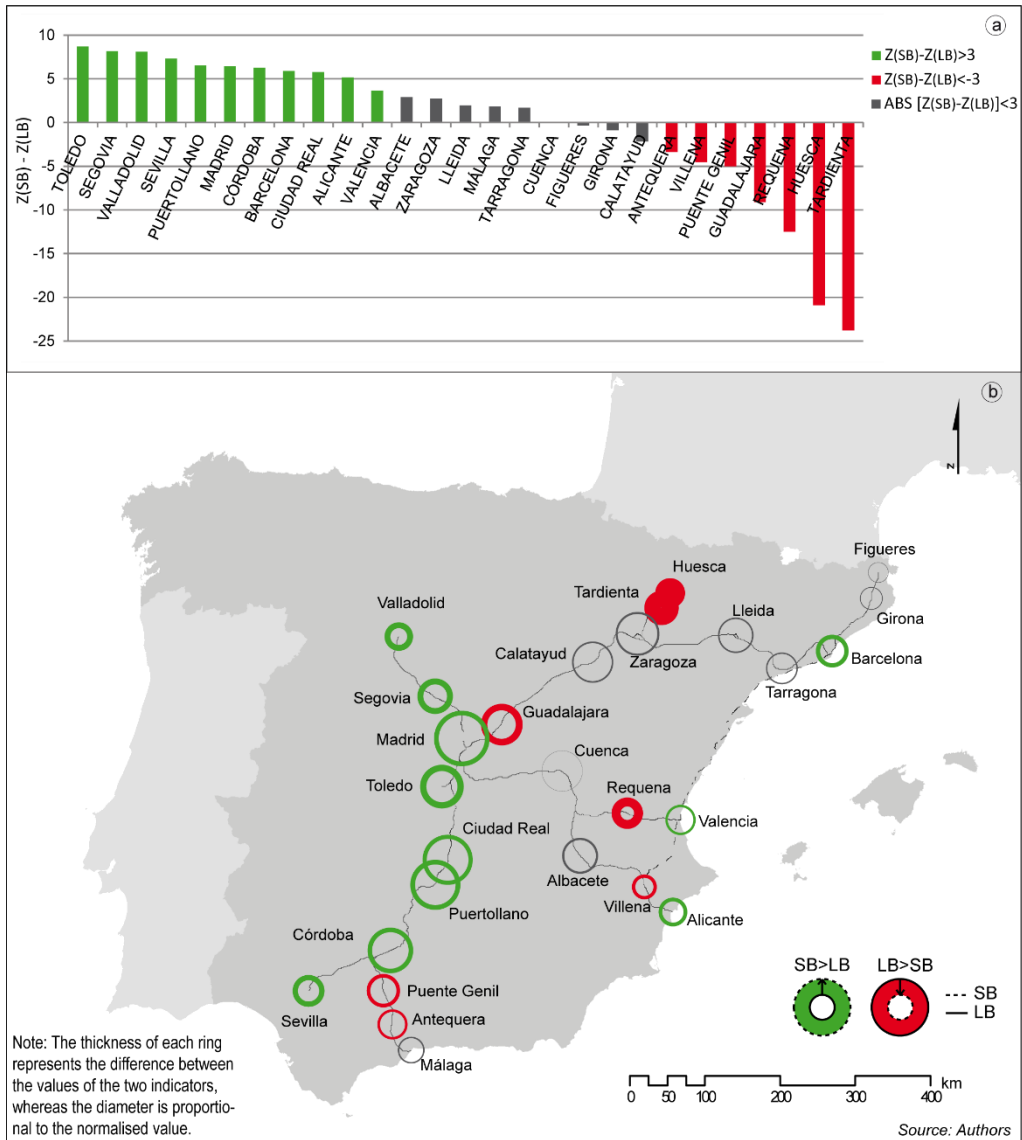 a
10
5
0
-5
-10
-15
-20
-25
Z(SB) - Z(LB)
TOLEDO
SEGOVIA
VALLADOLID
SEVILLA
PUERTOLLANO
MADRID
CÓRDOBA
BARCELONA
CIUDAD REAL
ALICANTE
VALENCIA
ALBACETE
ZARAGOZA
LLEIDA
MÁLAGA
TARRAGONA
CUENCA
FIGUERES
GIRONA
CALATAYUD
ANTEQUERA
VILLENA
PUENTE GENIL
GUADALAJARA
REQUENA
HUESCA
TARDIENTA
Z(SB)-Z(LB)>3
Z(SB)-Z(LB)<-3
ABS [Z(SB)-Z(LB)]<3
b
N
Figueres
Huesca
Tardienta
Valladolid
Lleida
Girona
Calatayud
Zaragoza
Barcelona
Tarragona
Segovia
Guadalajara
Madrid
Cuenca
Toledo
Requena
Valencia
Ciudad Real
Albacete
Villena
Alicante
Puertollano
Córdoba
Puente Genil
Sevilla
Antequera
Málaga
SB>LB
LB>SB
SB
LB
Note: The thickness of each ring
represents the difference between
the values of the two indicators,
whereas the diameter is proportio-
nal to the normalised value.
0 50 100 200 300 400
km
Source: Authors